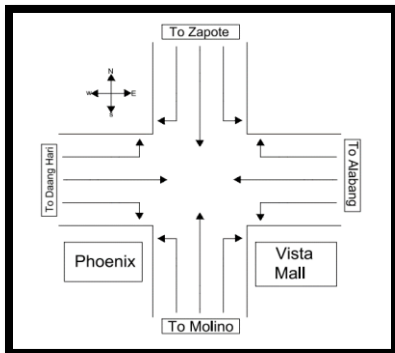 To Zapote
N
W
E
S
To Daang Hari
To Alabang
Phoenix
Vista
Mall
To Molino